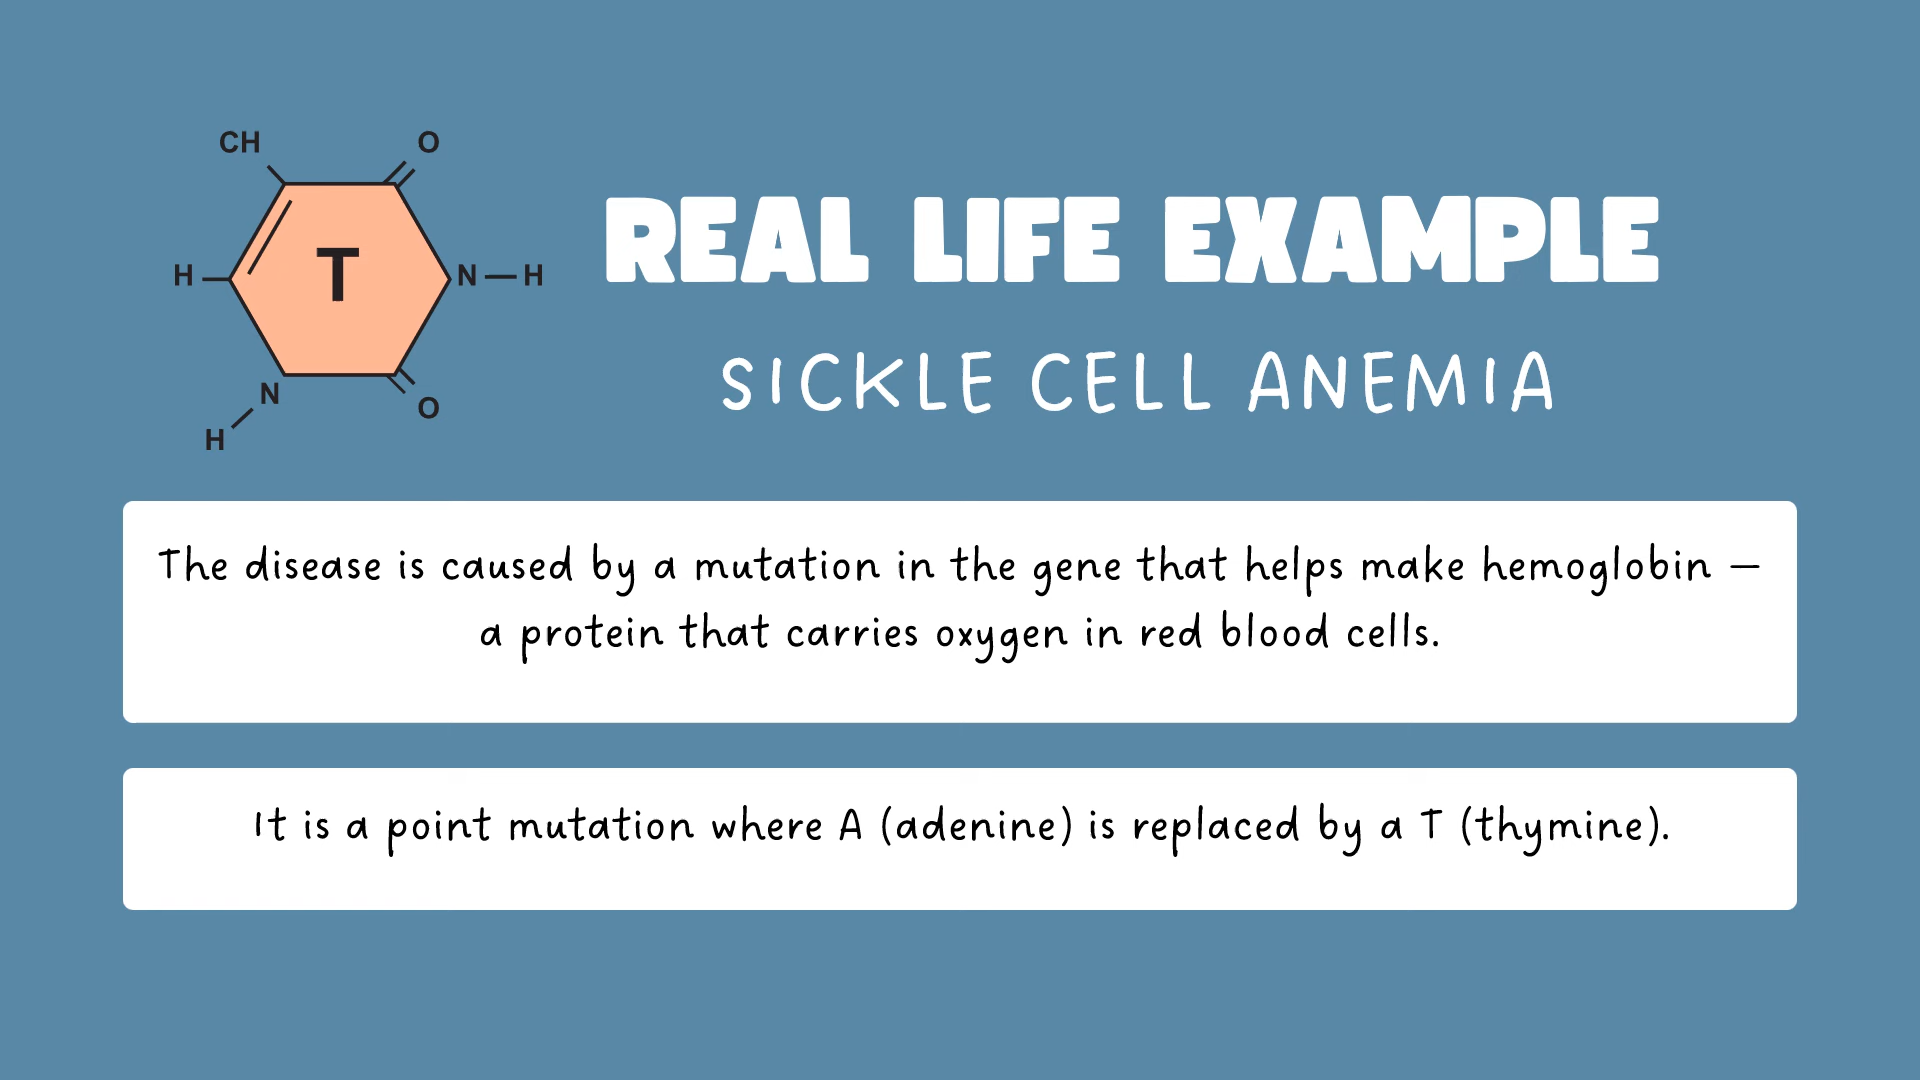 CH O
REAL LIFE EXAMPLE
H T N H
SICKLE CELL ANEMIA
N O
H
The disease is caused by a mutation in the gene that helps make hemoglobin —
a protein that carries oxygen in red blood cells.
It is a point mutation where A (adenine) is replaced by a T (thymine).